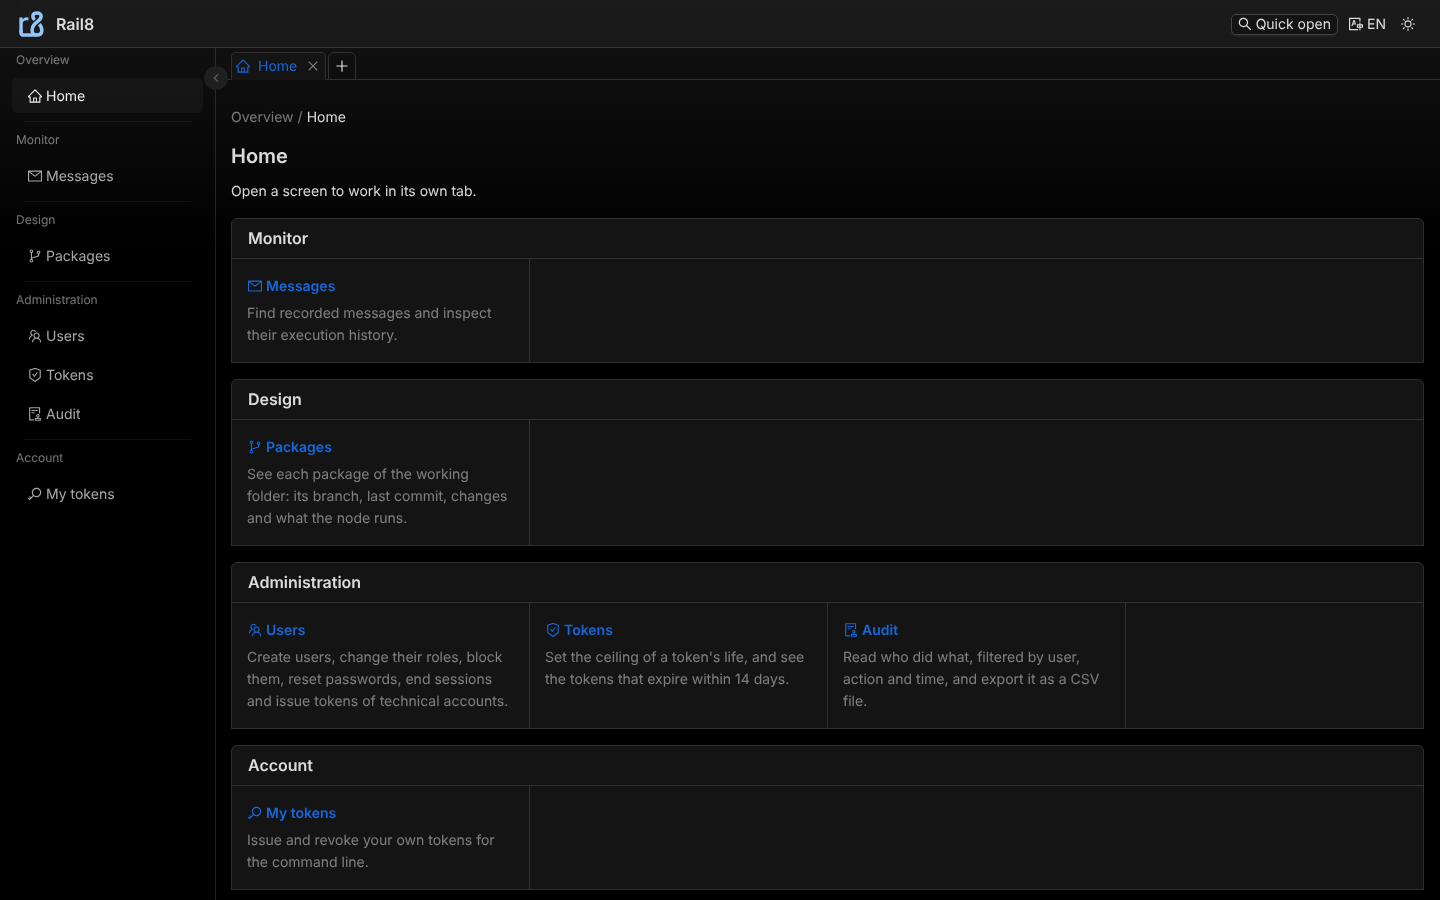 r8 Rail8
Quick open
EN
Overview
Home
Monitor
Messages
Design
Packages
Administration
Users
Tokens
Audit
Account
My tokens
Home
Overview / Home
Home
Open a screen to work in its own tab.
Monitor
Messages
Find recorded messages and inspect
their execution history.
Design
Packages
See each package of the working
folder: its branch, last commit, changes
and what the node runs.
Administration
Users
Create users, change their roles, block
them, reset passwords, end sessions
and issue tokens of technical accounts.
Tokens
Set the ceiling of a token's life, and see
the tokens that expire within 14 days.
Audit
Read who did what, filtered by user,
action and time, and export it as a CSV
file.
Account
My tokens
Issue and revoke your own tokens for
the command line.